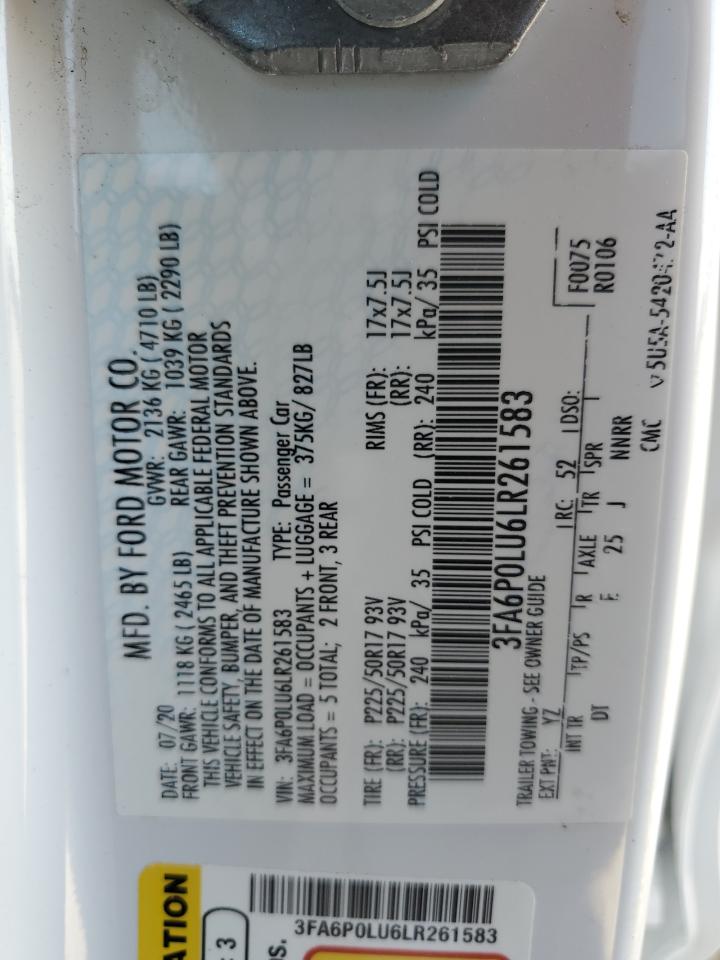 MFD. BY FORD MOTOR CO.
DATE: 07/20 GVWR: 2136 KG ( 4710 LB)
FRONT GAWR: 1118 KG ( 2465 LB) REAR GAWR: 1039 KG ( 2290 LB)
THIS VEHICLE CONFORMS TO ALL APPLICABLE FEDERAL MOTOR
VEHICLE SAFETY, BUMPER, AND THEFT PREVENTION STANDARDS
IN EFFECT ON THE DATE OF MANUFACTURE SHOWN ABOVE.
VIN: 3FA6P0LU6LR261583 TYPE: Passenger Car
MAXIMUM LOAD = OCCUPANTS + LUGGAGE = 375KG/ 827LB
OCCUPANTS = 5 TOTAL; 2 FRONT, 3 REAR
TIRE (FR): P225/50R17 93V RIMS (FR): 17x7.5J
(RR): P225/50R17 93V (RR): 17x7.5J
PRESSURE (FR): 240 kPa/ 35 PSI COLD (RR): 240 kPa/ 35 PSI COLD
3FA6P0LU6LR261583
TRAILER TOWING - SEE OWNER GUIDE
EXT PNT: YZ RC: 52 DSO: F0075
R0106
INT TR TP/PS R AXLE TR SPR
DT E 25 J NNRR
CMC
ATION
: 3
3FA6P0LU6LR261583